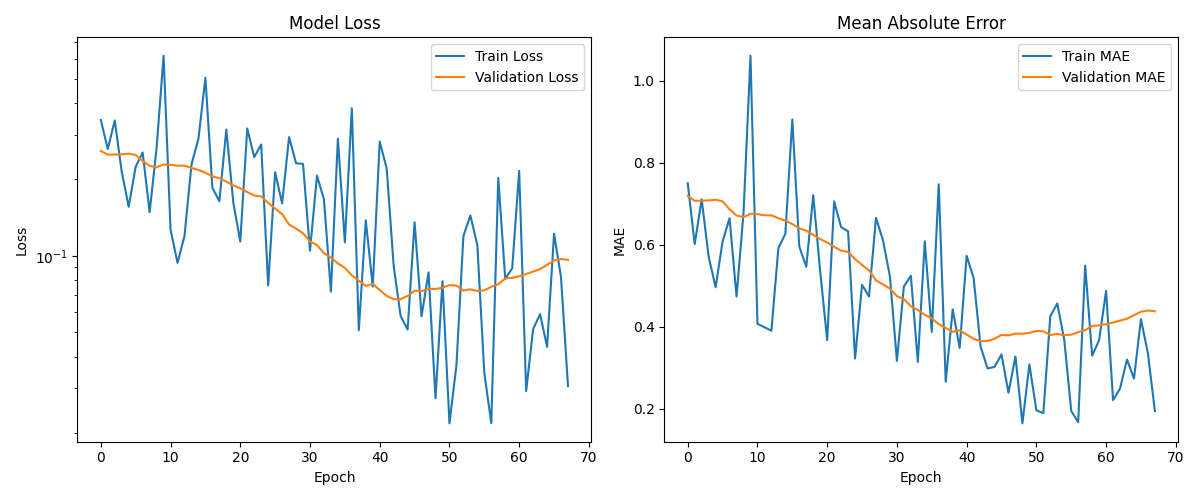 Model Loss
Train Loss
Validation Loss
Loss
10⁻¹
0 10 20 30 40 50 60 70
Epoch
Mean Absolute Error
Train MAE
Validation MAE
MAE
1.0
0.8
0.6
0.4
0.2
0 10 20 30 40 50 60 70
Epoch